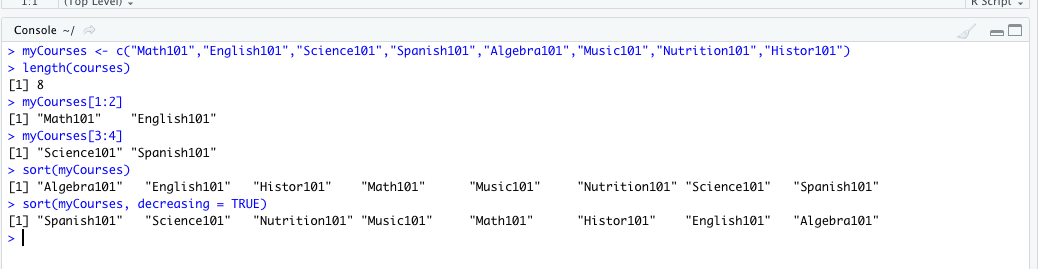 1:1 (Top Level) R Script
Console ~/
> myCourses <- c("Math101","English101","Science101","Spanish101","Algebra101","Music101","Nutrition101","Histor101")
> length(courses)
[1] 8
> myCourses[1:2]
[1] "Math101"    "English101"
> myCourses[3:4]
[1] "Science101" "Spanish101"
> sort(myCourses)
[1] "Algebra101"   "English101"   "Histor101"    "Math101"      "Music101"     "Nutrition101" "Science101"   "Spanish101"
> sort(myCourses, decreasing = TRUE)
[1] "Spanish101"   "Science101"   "Nutrition101" "Music101"     "Math101"      "Histor101"    "English101"   "Algebra101"
>